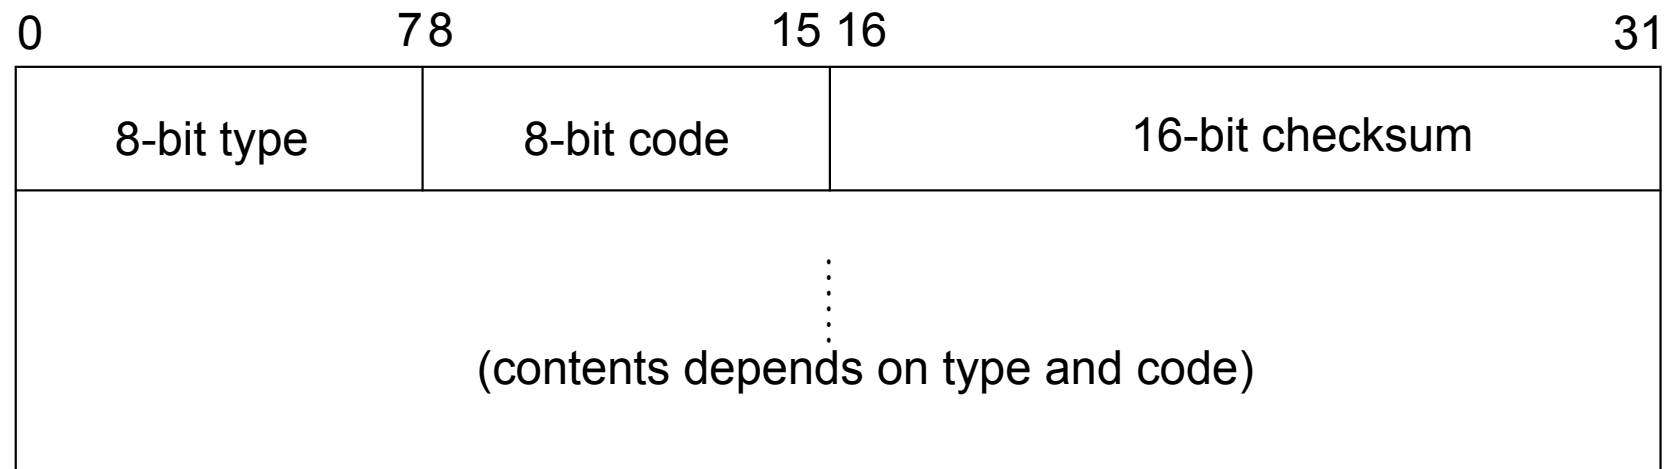 0 7 8 15 16 31
8-bit type 8-bit code 16-bit checksum
(contents depends on type and code)